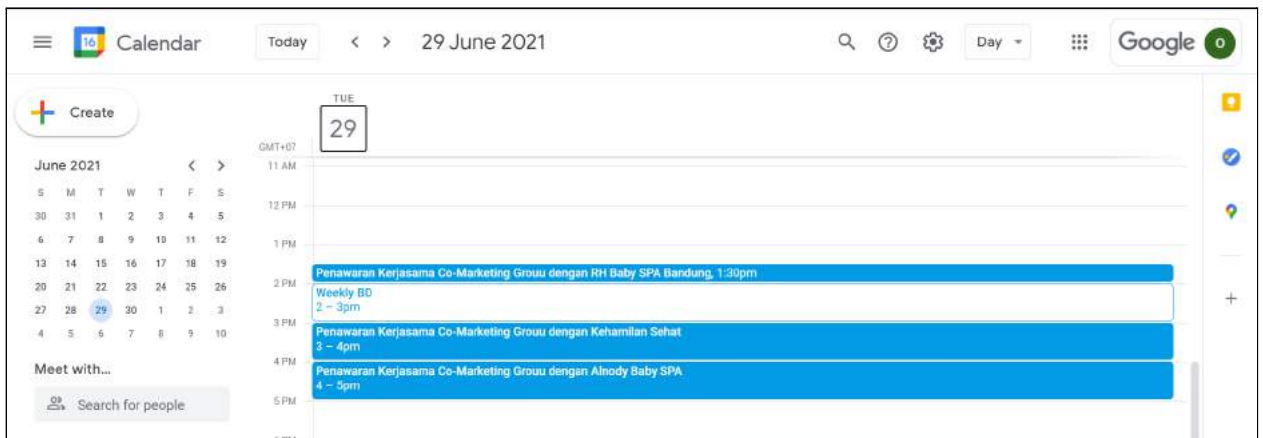 16 Calendar Today < > 29 June 2021 Day Google O
Create
TUE
29
GMT+07
June 2021 < >
S M T W T F S
30 31 1 2 3 4 5
6 7 8 9 10 11 12
13 14 15 16 17 18 19
20 21 22 23 24 25 26
27 28 29 30 1 2 3
4 5 6 7 8 9 10
Meet with...
Search for people
11 AM
12 PM
1 PM
Penawaran Kerjasama Co-Marketing Grouu dengan RH Baby SPA Bandung, 1:30pm
2 PM
Weekly BD
2 – 3pm
3 PM
Penawaran Kerjasama Co-Marketing Grouu dengan Kehamilan Sehat
3 – 4pm
4 PM
Penawaran Kerjasama Co-Marketing Grouu dengan Alnody Baby SPA
4 – 5pm
5 PM